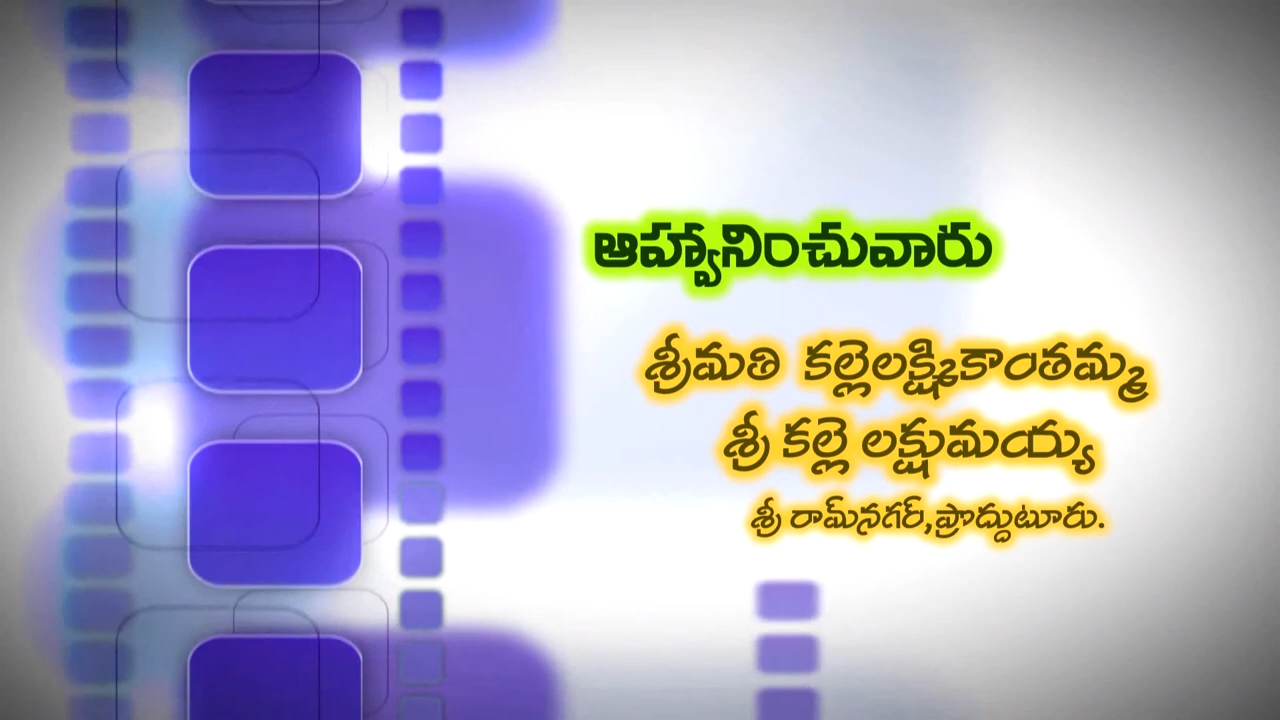 ఆహ్వానించువారు
శ్రీమతి కల్లెలక్ష్మికాంతమ్మ
శ్రీ కల్లె లక్షుమయ్య
శ్రీ రామ్‌నగర్,ప్రొద్దుటూరు.